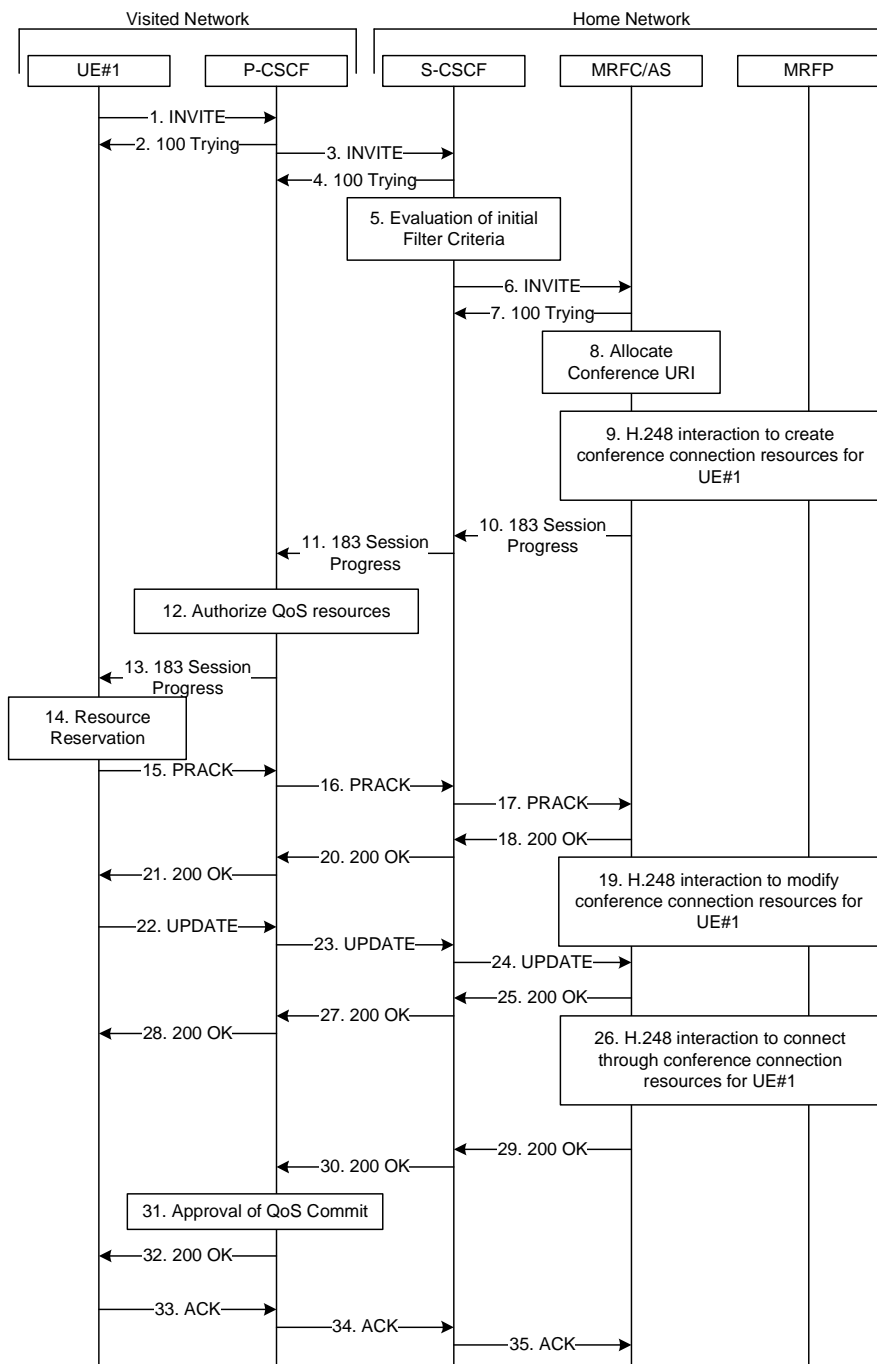 Visited Network
Home Network
UE#1
P-CSCF
S-CSCF
MRFC/AS
MRFP
1. INVITE
2. 100 Trying
3. INVITE
4. 100 Trying
5. Evaluation of initial
Filter Criteria
6. INVITE
7. 100 Trying
8. Allocate
Conference URI
9. H.248 interaction to create
conference connection resources for
UE#1
10. 183 Session
Progress
11. 183 Session
Progress
12. Authorize QoS resources
13. 183 Session
Progress
14. Resource
Reservation
15. PRACK
16. PRACK
17. PRACK
18. 200 OK
19. H.248 interaction to modify
conference connection resources for
UE#1
20. 200 OK
21. 200 OK
22. UPDATE
23. UPDATE
24. UPDATE
25. 200 OK
26. H.248 interaction to connect
through conference connection
resources for UE#1
27. 200 OK
28. 200 OK
29. 200 OK
30. 200 OK
31. Approval of QoS Commit
32. 200 OK
33. ACK
34. ACK
35. ACK